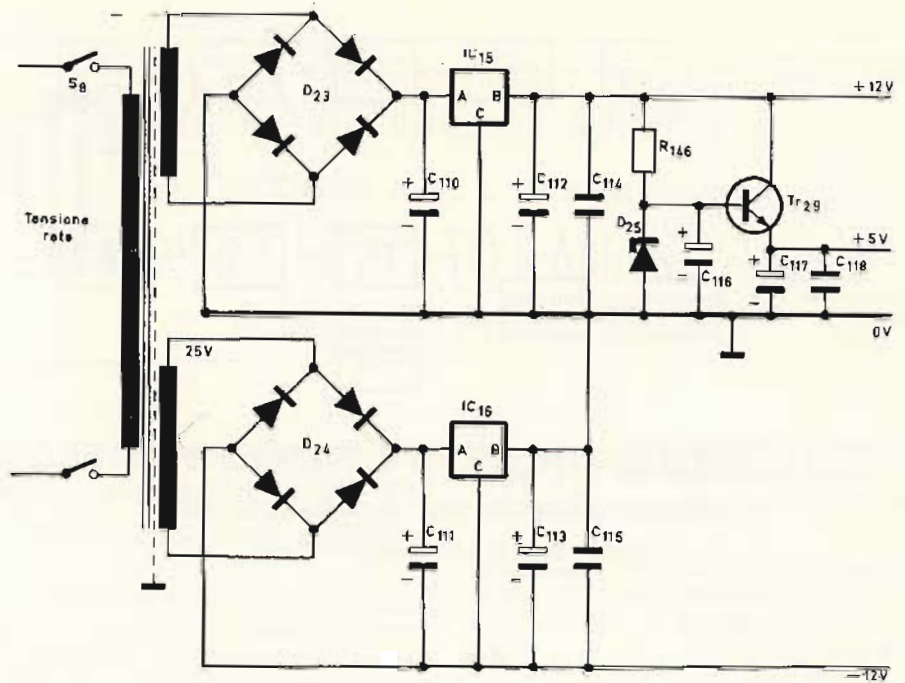 S8
Tensione
rete
D23
IC15
A
B
C
C110
+
-
C112
+
-
C114
R146
D25
C116
+
-
Tr29
C117
+
-
C118
+12V
+5V
0V
25V
D24
IC16
A
B
C
C111
+
-
C113
+
=
C115
-12V